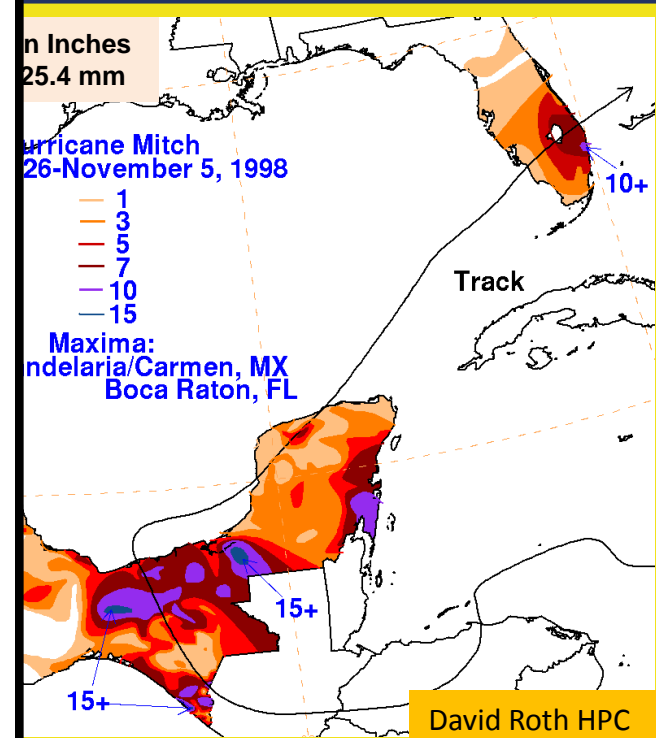 n Inches
25.4 mm
urricane Mitch
26-November 5, 1998
1
3
5
7
10
15
Maxima:
ndelaria/Carmen, MX
Boca Raton, FL
10+
Track
15+
15+
David Roth HPC